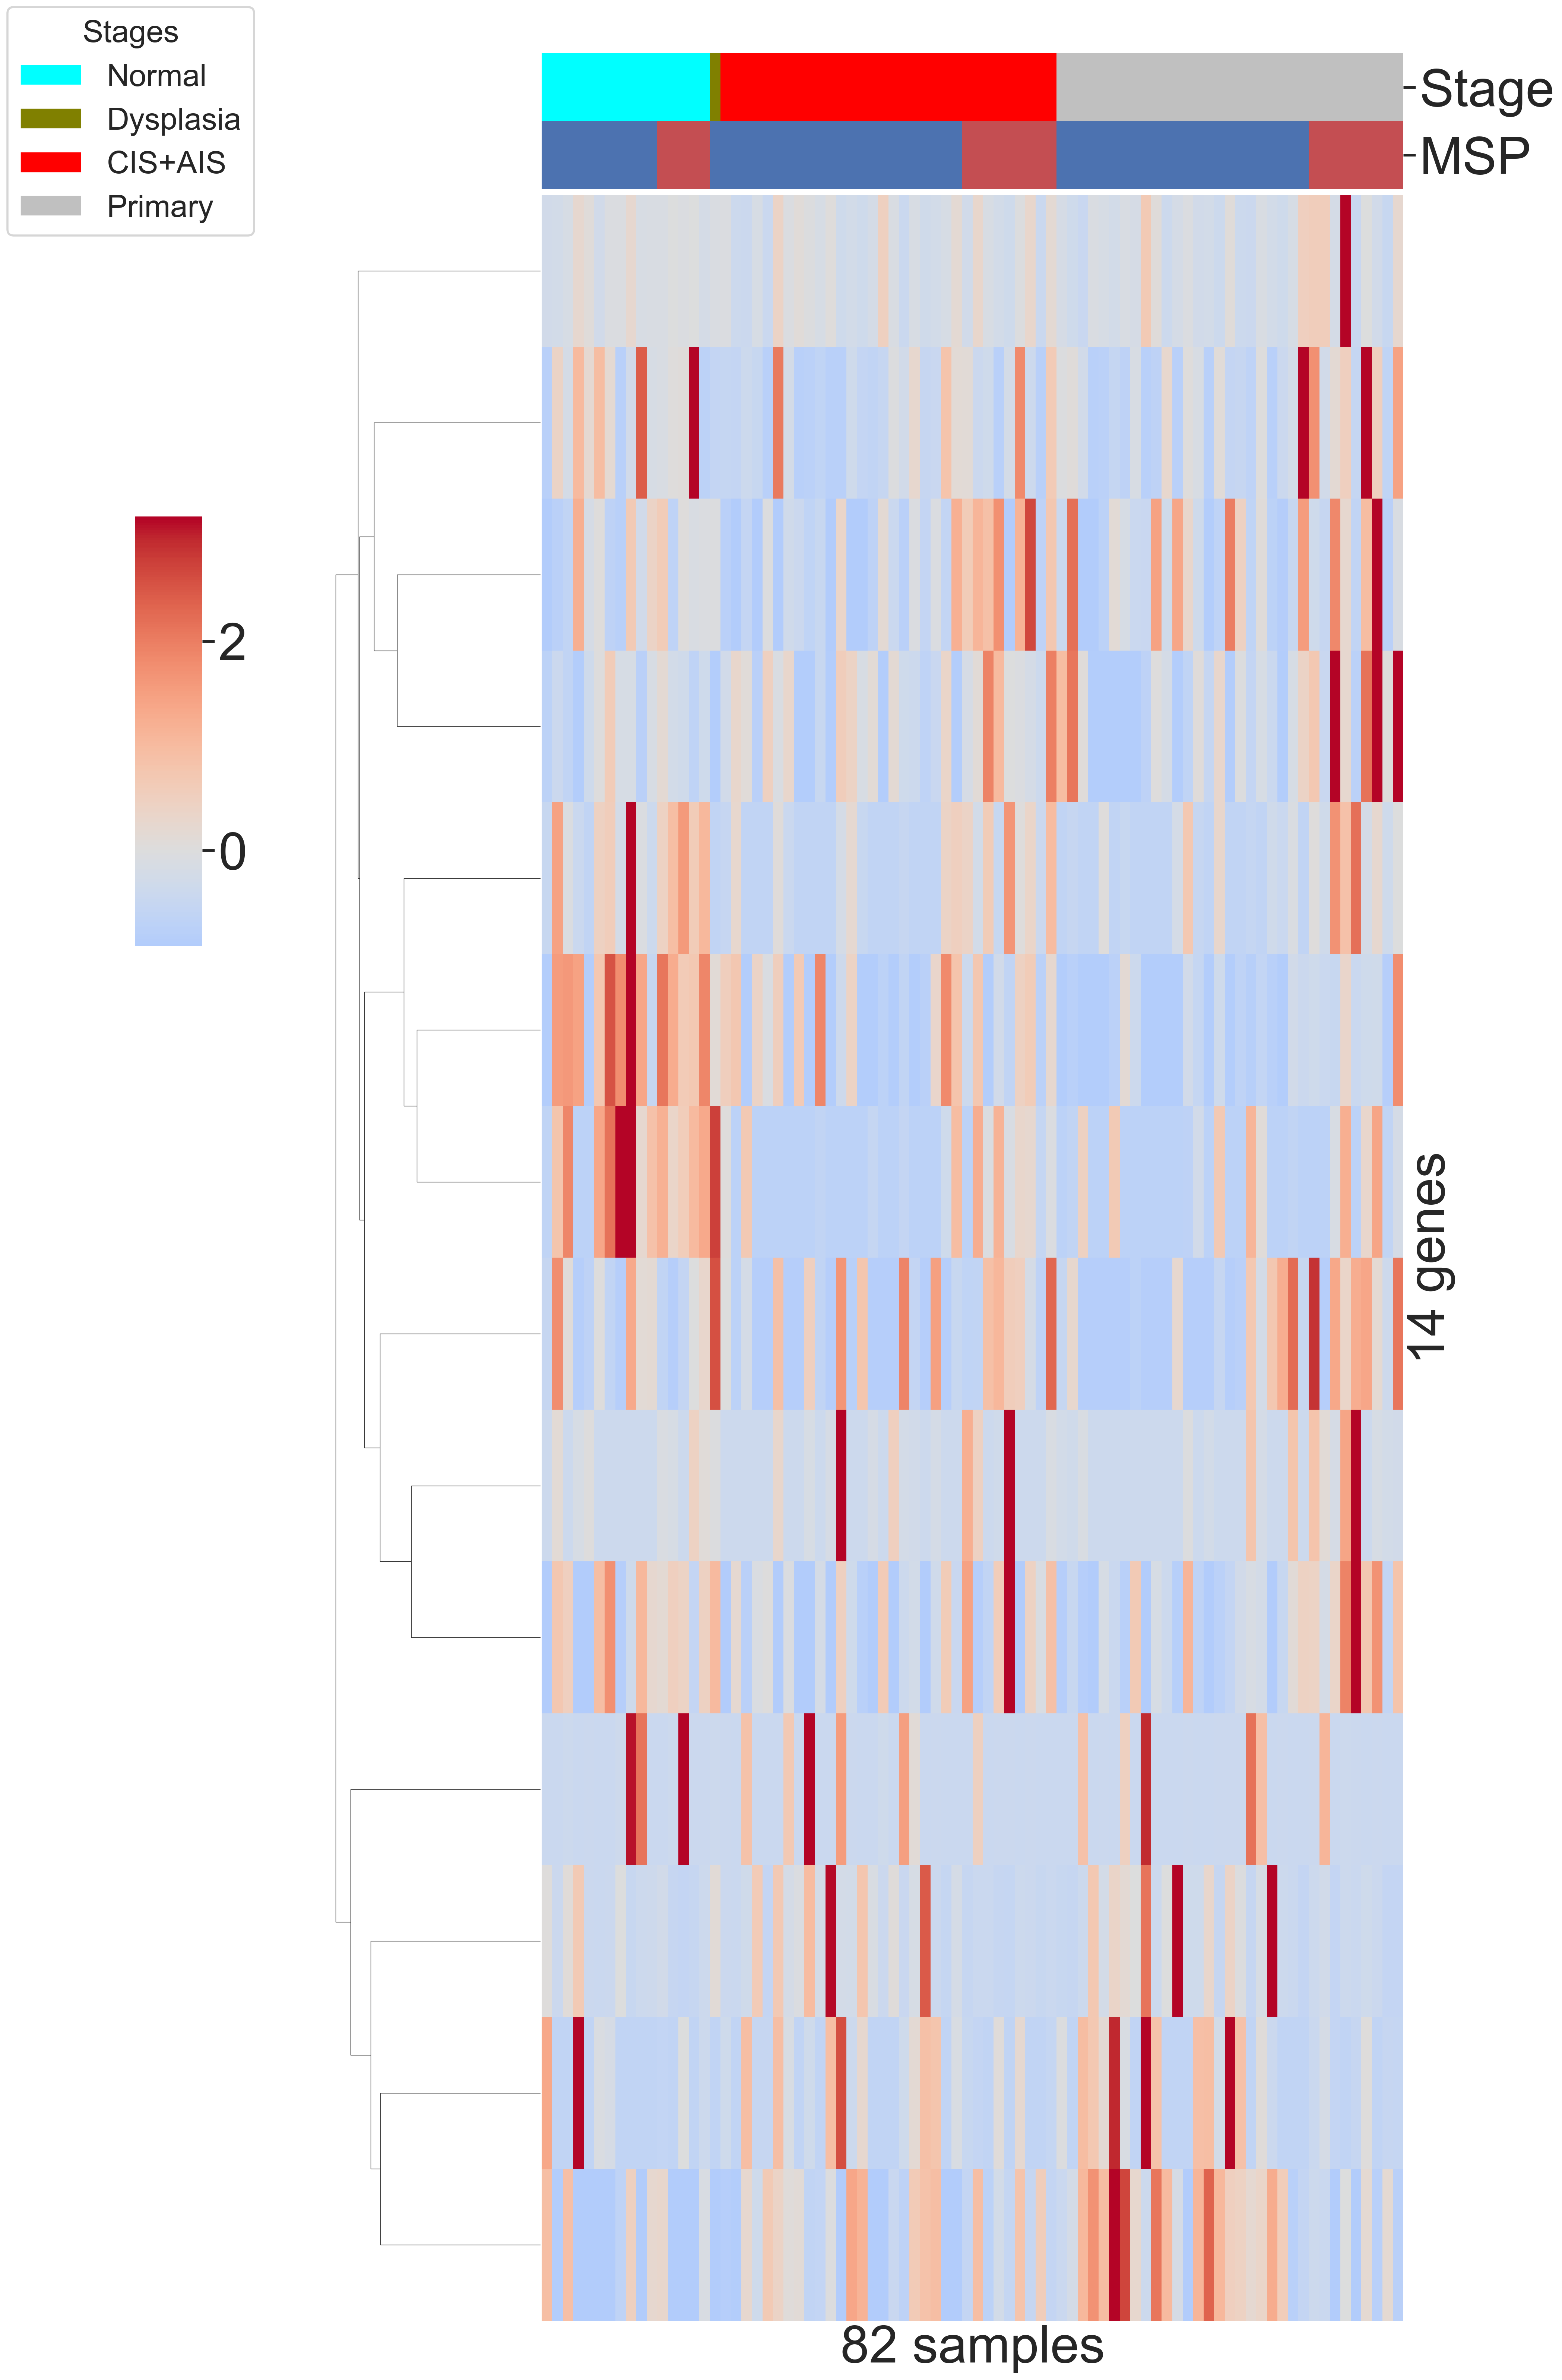 Stages
Normal
Dysplasia
CIS+AIS
Primary
Stage
MSP
2
0
14 genes
82 samples